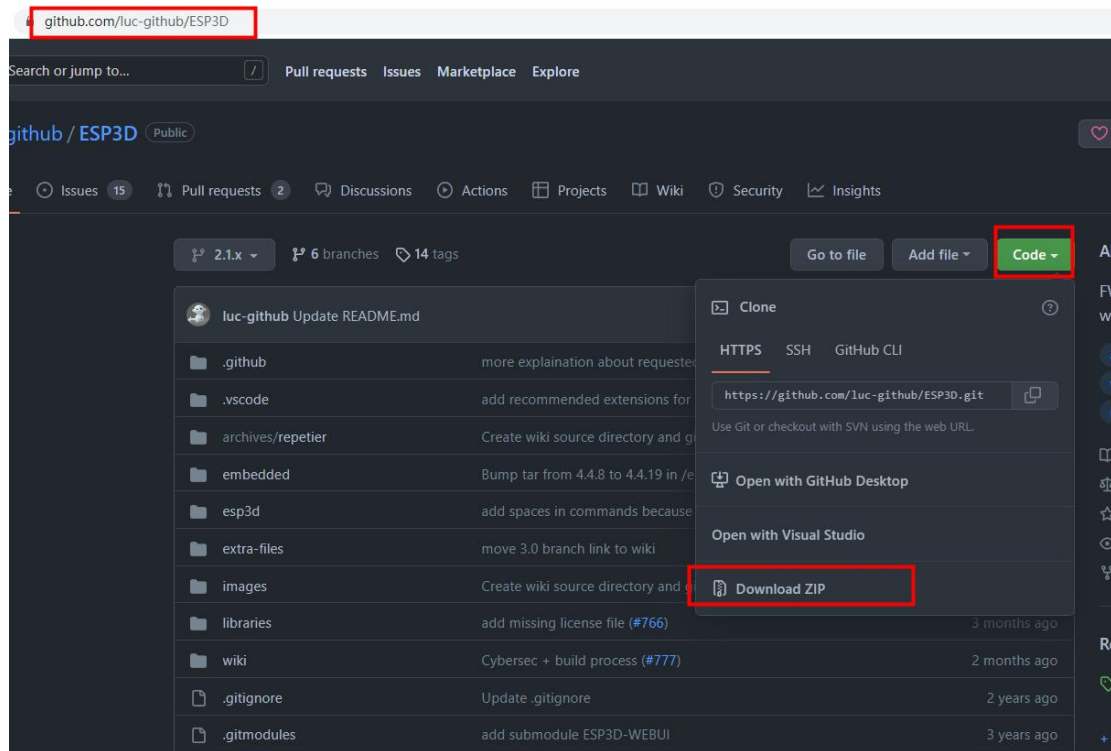 github.com/luc-github/ESP3D
Search or jump to... /
Pull requests Issues Marketplace Explore
github / ESP3D Public
Issues 15 Pull requests 2 Discussions Actions Projects Wiki Security Insights
2.1.x 6 branches 14 tags Go to file Add file Code
luc-github Update README.md
Clone
HTTPS SSH GitHub CLI
https://github.com/luc-github/ESP3D.git
Use Git or checkout with SVN using the web URL.
Open with GitHub Desktop
Open with Visual Studio
Download ZIP
.github more explaination about requested
.vscode add recommended extensions for
archives/repetier Create wiki source directory and
embedded Bump tar from 4.4.8 to 4.4.19 in
esp3d add spaces in commands because
extra-files move 3.0 branch link to wiki
images Create wiki source directory and
libraries add missing license file (#766) 3 months ago
wiki Cybersec + build process (#777) 2 months ago
.gitignore Update .gitignore 2 years ago
.gitmodules add submodule ESP3D-WEBUI 3 years ago